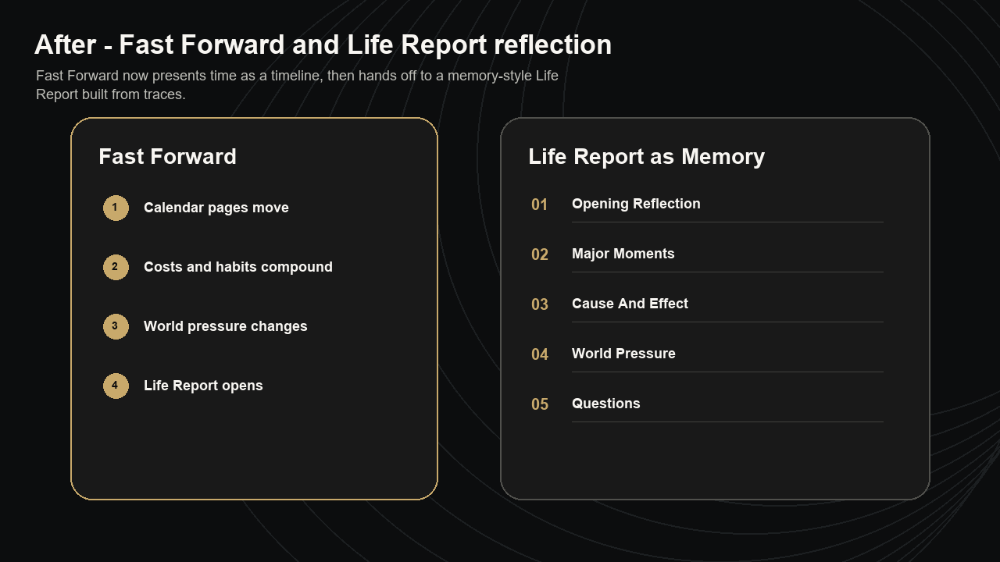 After - Fast Forward and Life Report reflection
Fast Forward now presents time as a timeline, then hands off to a memory-style Life
Report built from traces.
Fast Forward
1 Calendar pages move
2 Costs and habits compound
3 World pressure changes
4 Life Report opens
Life Report as Memory
01 Opening Reflection
02 Major Moments
03 Cause And Effect
04 World Pressure
05 Questions